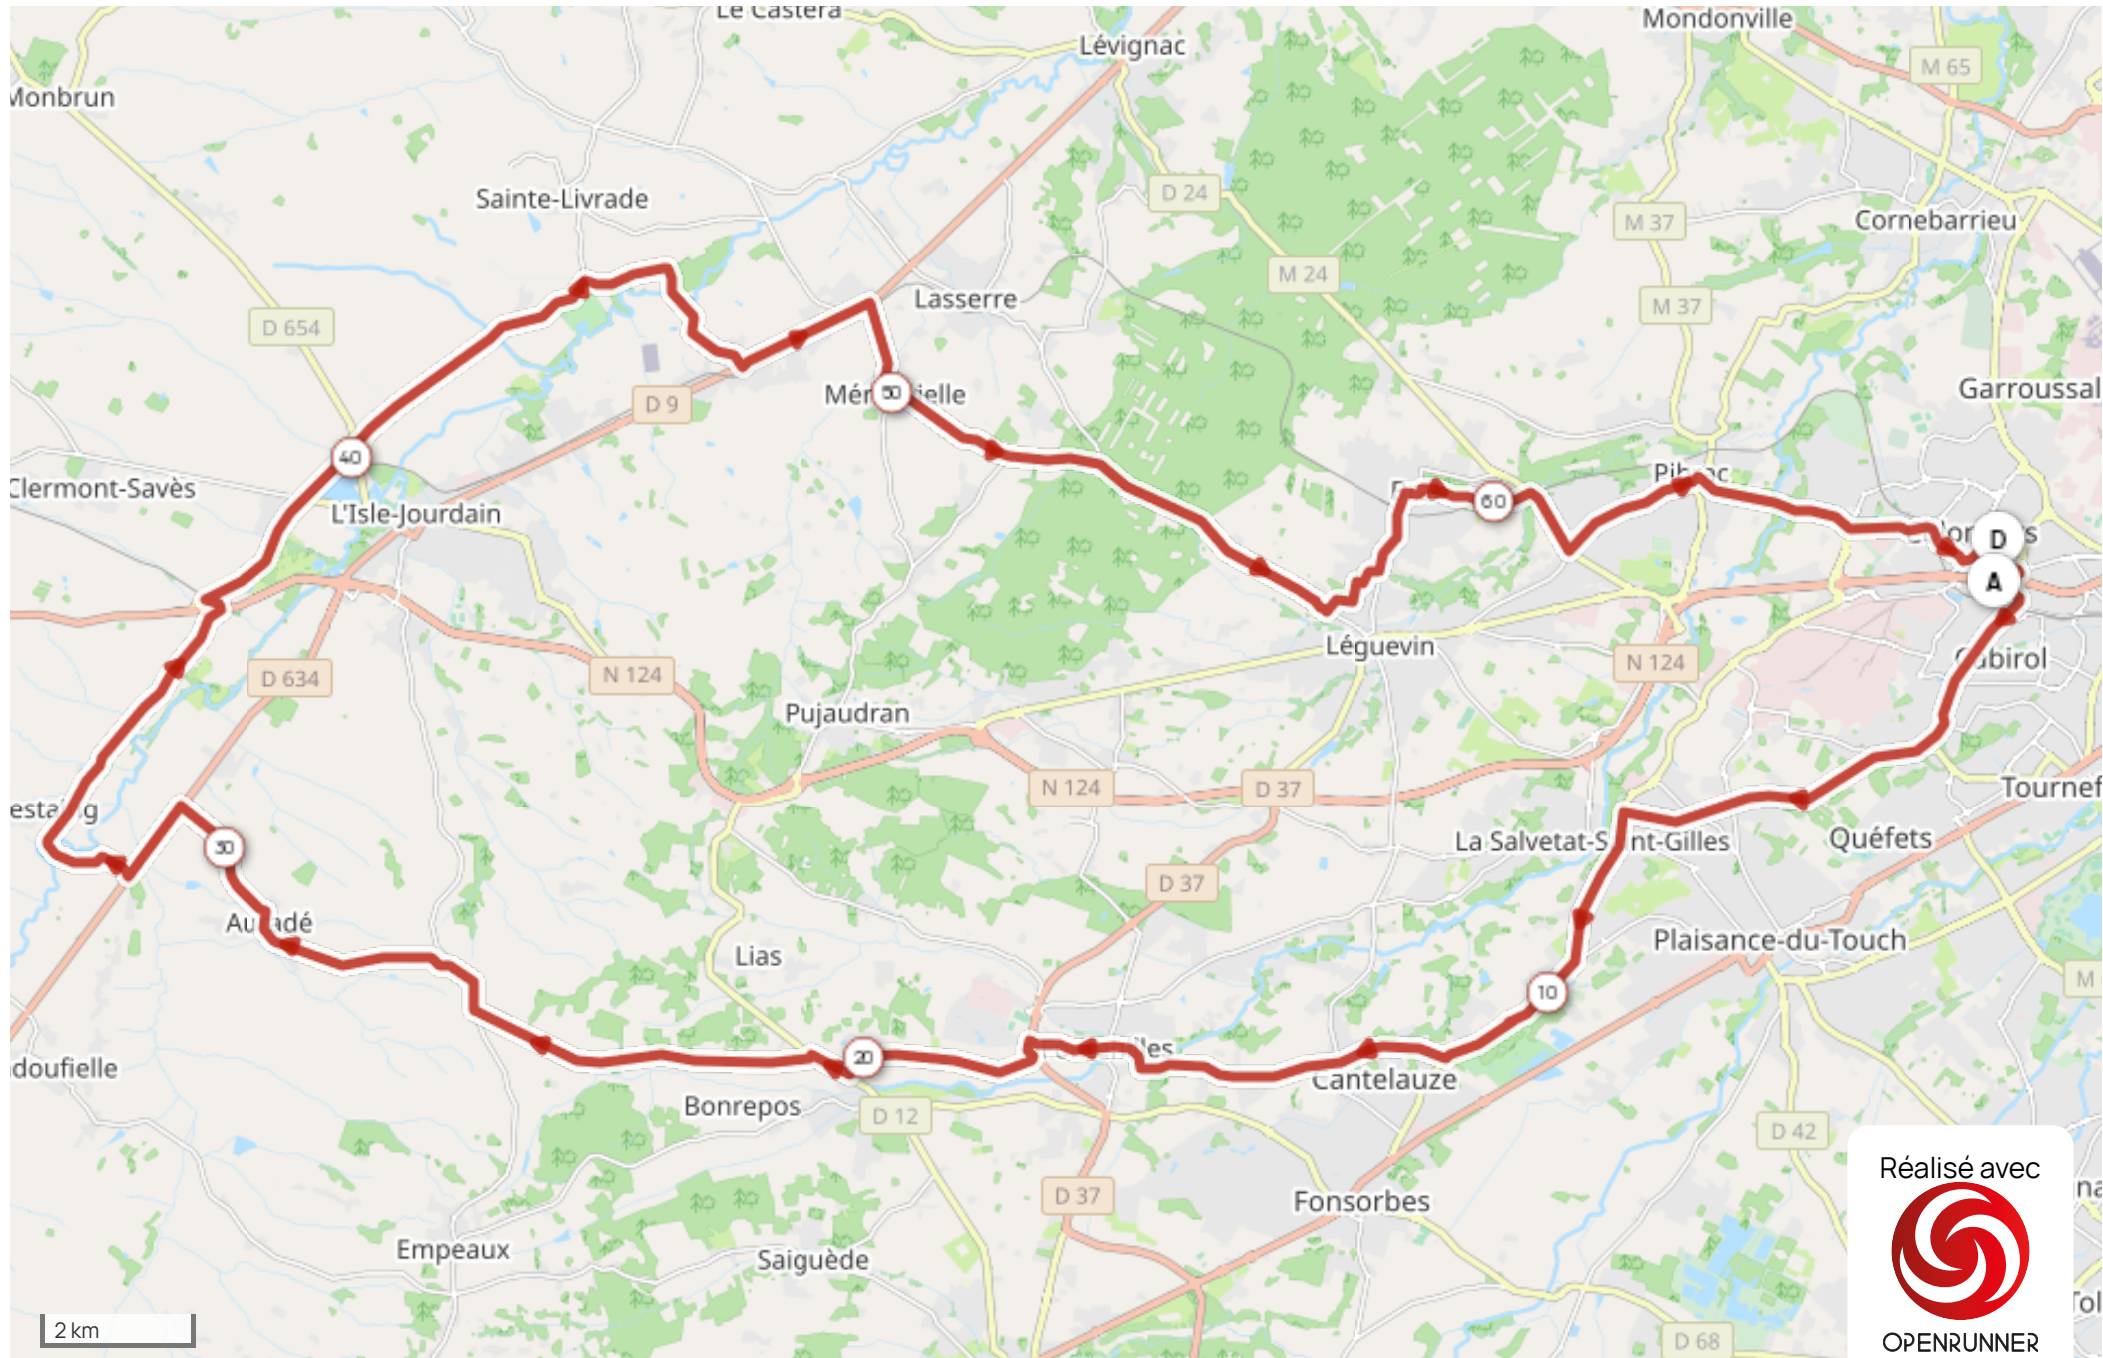 Le Castéra
Mondonville
Lévignac
M 65
Monbrun
D 24
Sainte-Livrade
M 37
Cornebarrieu
M 24
Lasserre
M 37
D 654
Garroussal
D 9
50
40
Clermont-Savès
60
L'Isle-Jourdain
D
A
Léguevin
N 124
D 634
N 124
Pujaudran
N 124
D 37
Tournef
30
La Salvetat-S nt-Gilles
Quéfets
D 37
Plaisance-du-Touch
Lias
10
M
20
doufielle
Cantelauze
Bonrepos
D 12
D 42
Réalisé avec
D 37
Fonsorbes
Empeaux
Saiguède
2 km
D 68
OPENRUNNER